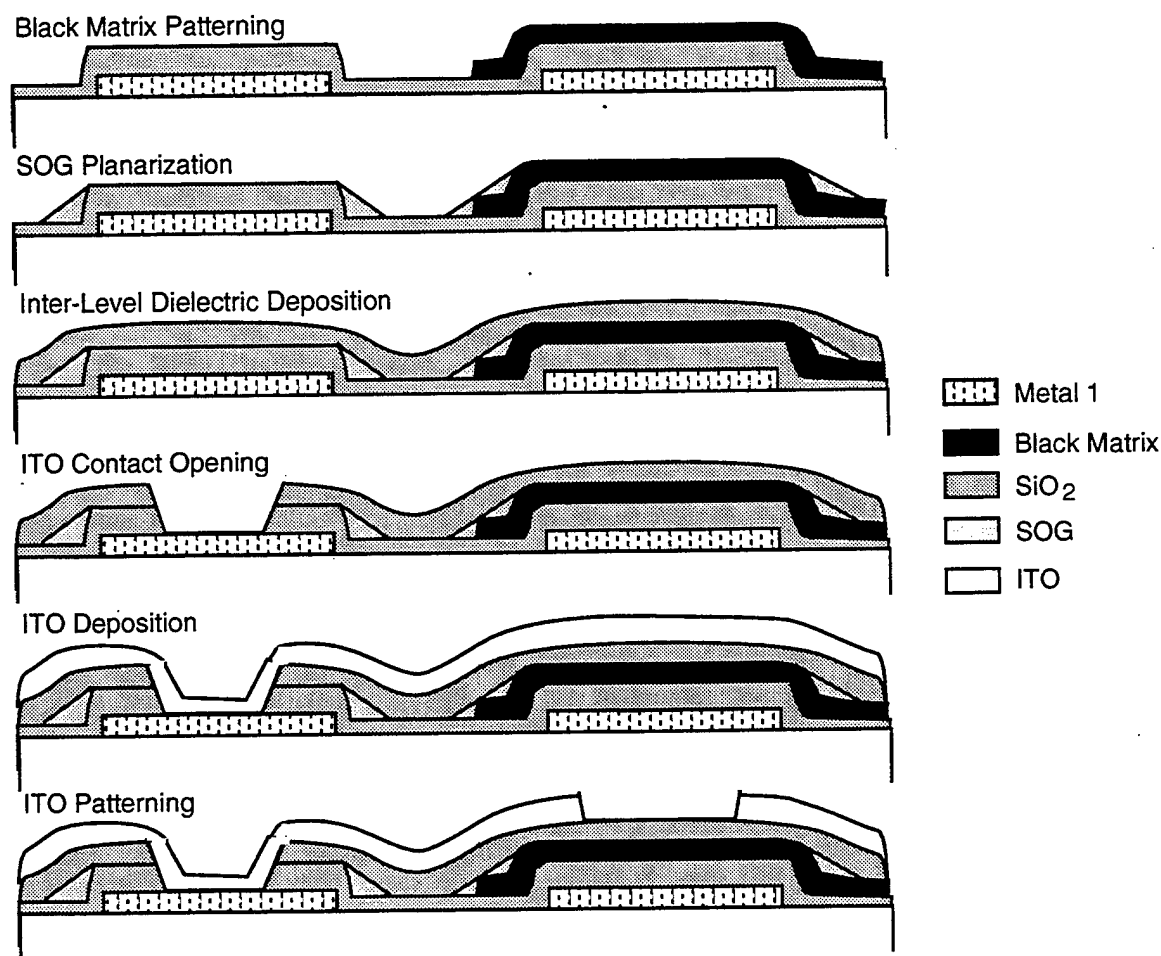 Black Matrix Patterning
SOG Planarization
Inter-Level Dielectric Deposition
ITO Contact Opening
ITO Deposition
ITO Patterning
Metal 1
Black Matrix
SiO2
SOG
ITO